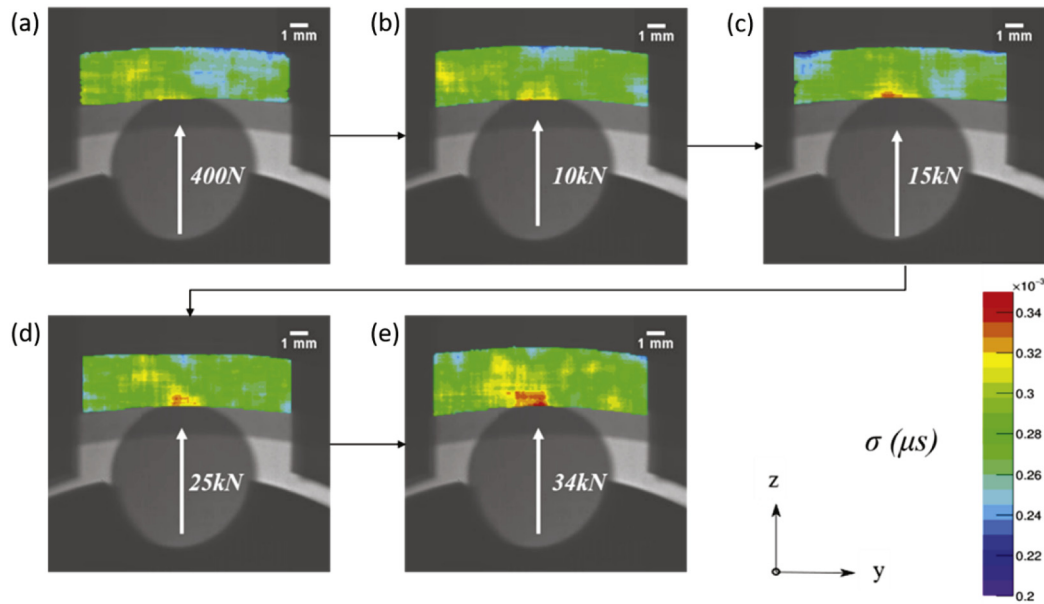 (a)
1 mm
400N
(b)
1 mm
10kN
(c)
1 mm
15kN
(d)
1 mm
25kN
(e)
1 mm
34kN
×10⁻³
0.34
0.32
0.3
0.28
0.26
0.24
0.22
0.2
σ (μs)
z
y